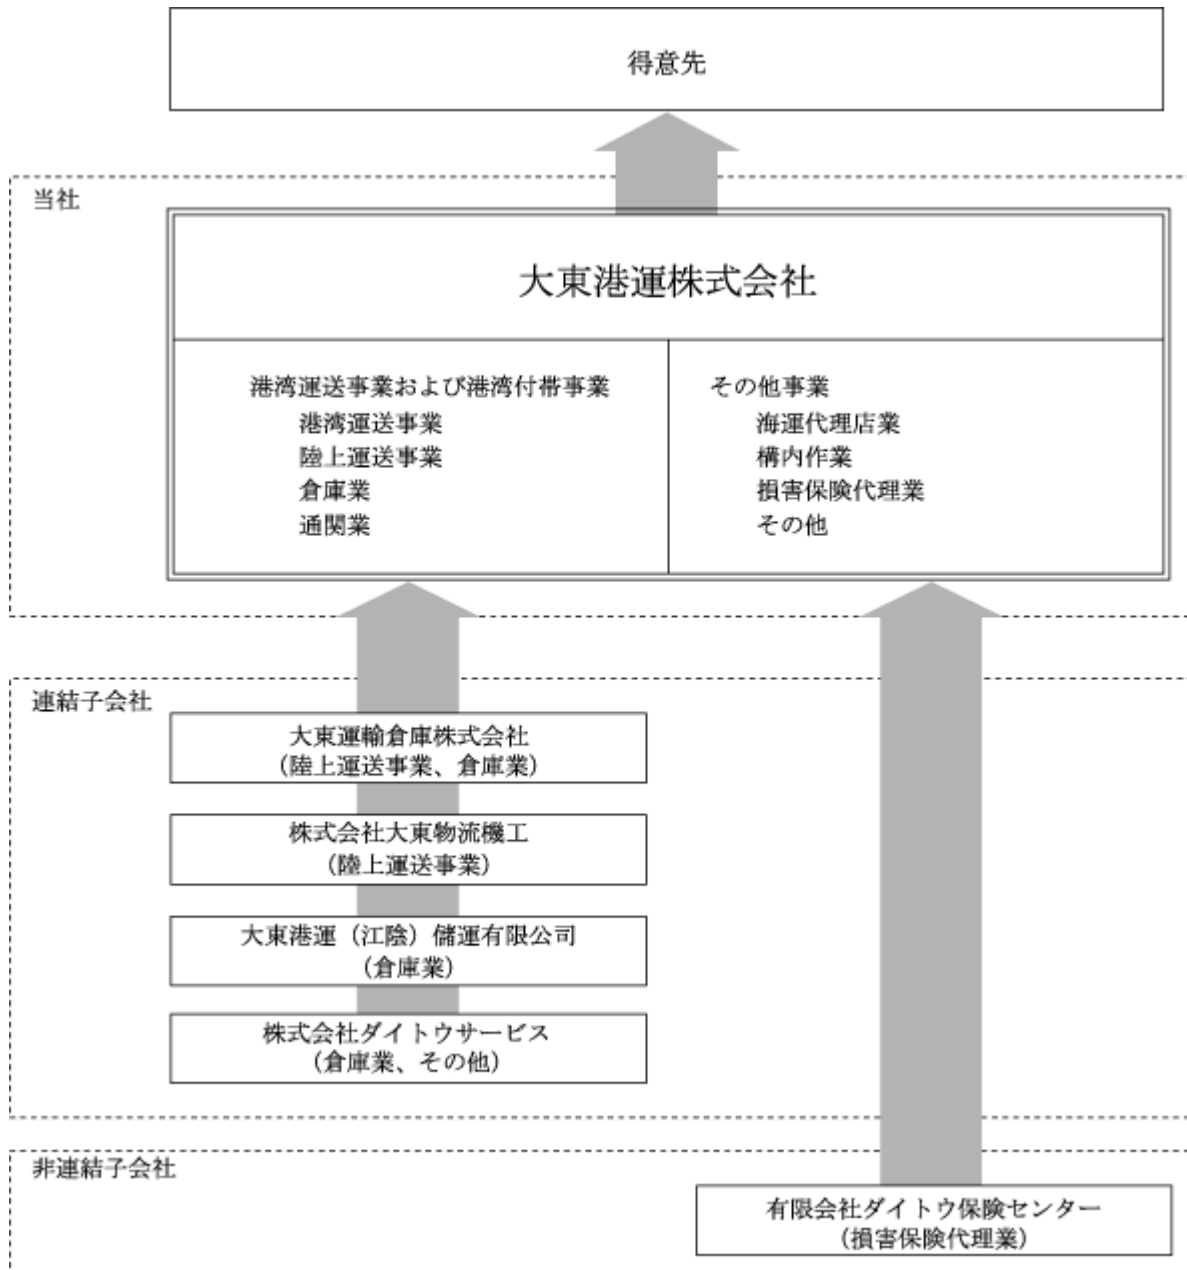 得意先
当社
大東港運株式会社
港湾運送事業および港湾付帯事業
港湾運送事業
陸上運送事業
倉庫業
通関業
その他事業
海運代理店業
構内作業
損害保険代理業
その他
連結子会社
大東運輸倉庫株式会社
(陸上運送事業、倉庫業)
株式会社大東物流機工
(陸上運送事業)
大東港運（江陰）儲運有限公司
(倉庫業)
株式会社ダイトウサービス
(倉庫業、その他)
非連結子会社
有限会社ダイトウ保険センター
(損害保険代理業)